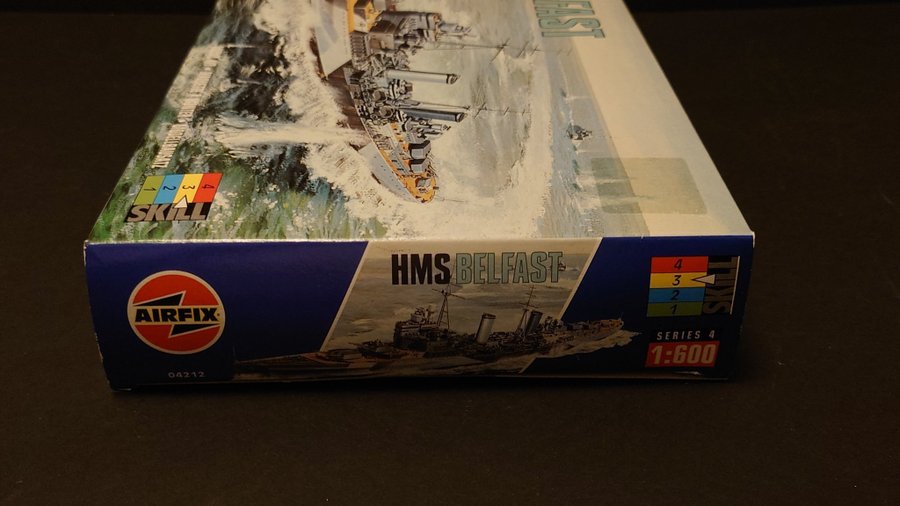 BELFAST
1 2 3 4
SKILL
HMS BELFAST
AIRFIX
04212
4
3
2
1
SKILL
SERIES 4
1:600